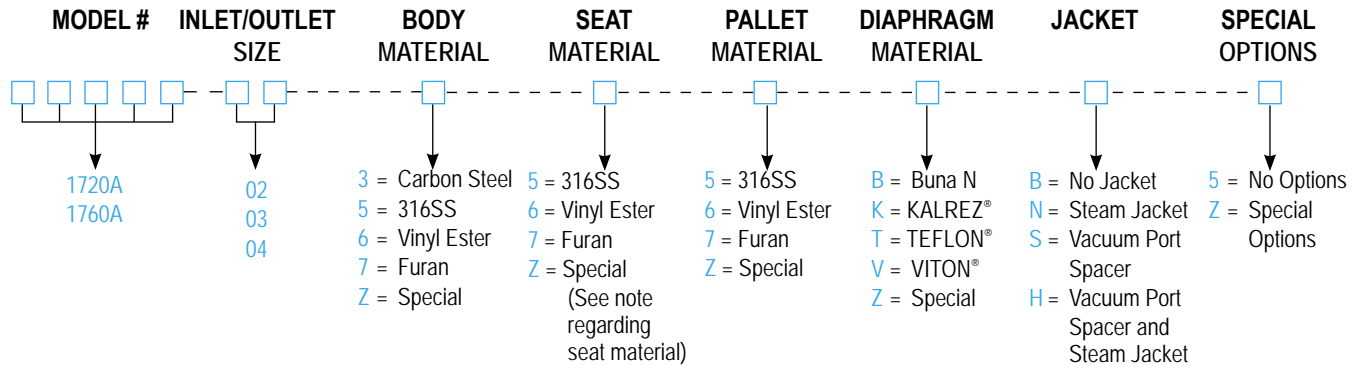 MODEL #
INLET/OUTLET
SIZE
BODY
MATERIAL
SEAT
MATERIAL
PALLET
MATERIAL
DIAPHRAGM
MATERIAL
JACKET
SPECIAL
OPTIONS
1720A
1760A
02
03
04
3 = Carbon Steel
5 = 316SS
6 = Vinyl Ester
7 = Furan
Z = Special
5 = 316SS
6 = Vinyl Ester
7 = Furan
Z = Special
(See note
regarding
seat material)
5 = 316SS
6 = Vinyl Ester
7 = Furan
Z = Special
B = Buna N
K = KALREZ®
T = TEFLON®
V = VITON®
Z = Special
B = No Jacket
N = Steam Jacket
S = Vacuum Port
Spacer
H = Vacuum Port
Spacer and
Steam Jacket
5 = No Options
Z = Special
Options